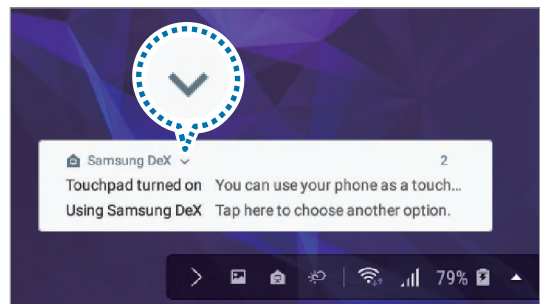 Samsung DeX 2
Touchpad turned on You can use your phone as a touch...
Using Samsung DeX Tap here to choose another option.
79%